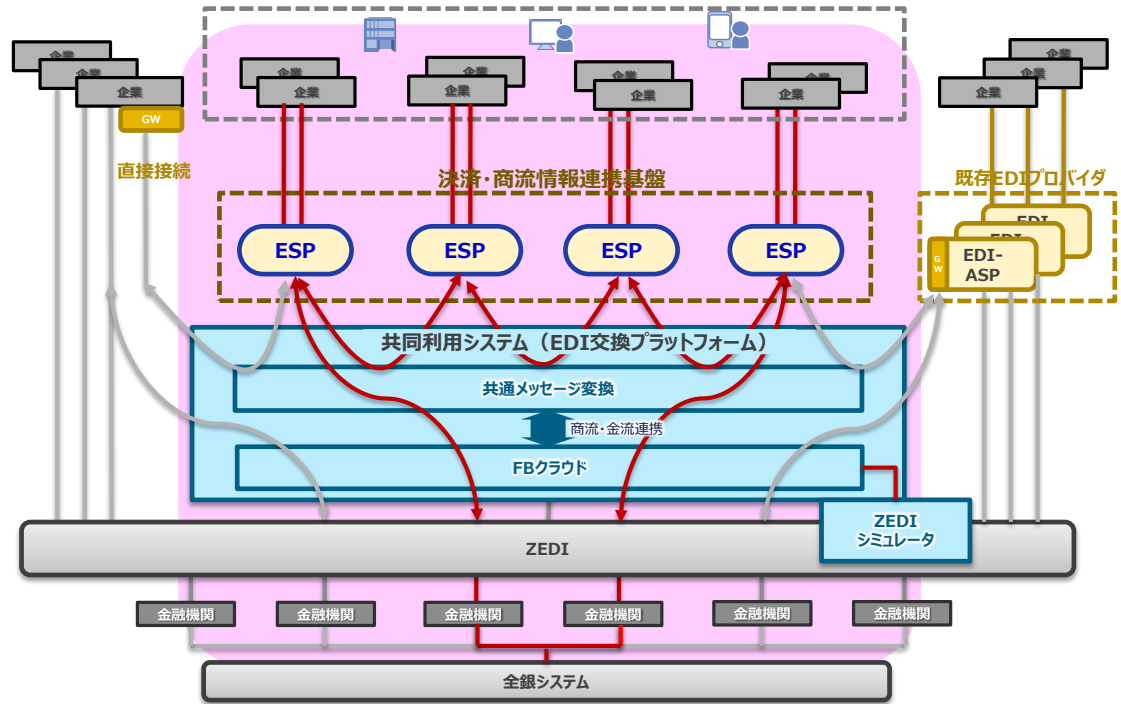 企業
企業
企業
GW
直接接続
企業
企業
企業
企業
企業
企業
企業
企業
企業
企業
企業
決済・商流情報連携基盤
既存EDIプロバイダ
ESP
ESP
ESP
ESP
EDI
EDI
EDI-
ASP
GW
共同利用システム(EDI交換プラットフォーム)
共通メッセージ変換
商流・金流連携
FBクラウド
ZEDI
シミュレータ
ZEDI
金融機関
金融機関
金融機関
金融機関
金融機関
金融機関
全銀システム